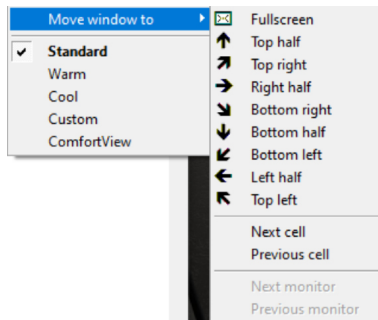 Move window to
Standard
Warm
Cool
Custom
ComfortView
Fullscreen
Top half
Top right
Right half
Bottom right
Bottom half
Bottom left
Left half
Top left
Next cell
Previous cell
Next monitor
Previous monitor